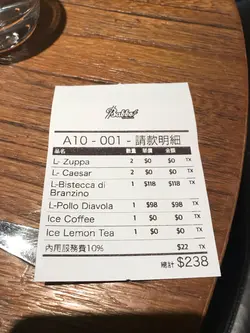 A10 - 001 - 請款明細
品名 數量 單價 金額
L- Zuppa 2 $0 $0 TX
L- Caesar 2 $0 $0 TX
L-Bistecca di 1 $118 $118 TX
Branzino
L-Pollo Diavola 1 $98 $98 TX
Ice Coffee 1 $0 $0 TX
Ice Lemon Tea 1 $0 $0 TX
內用服務費10% $22 TX
總計 $238